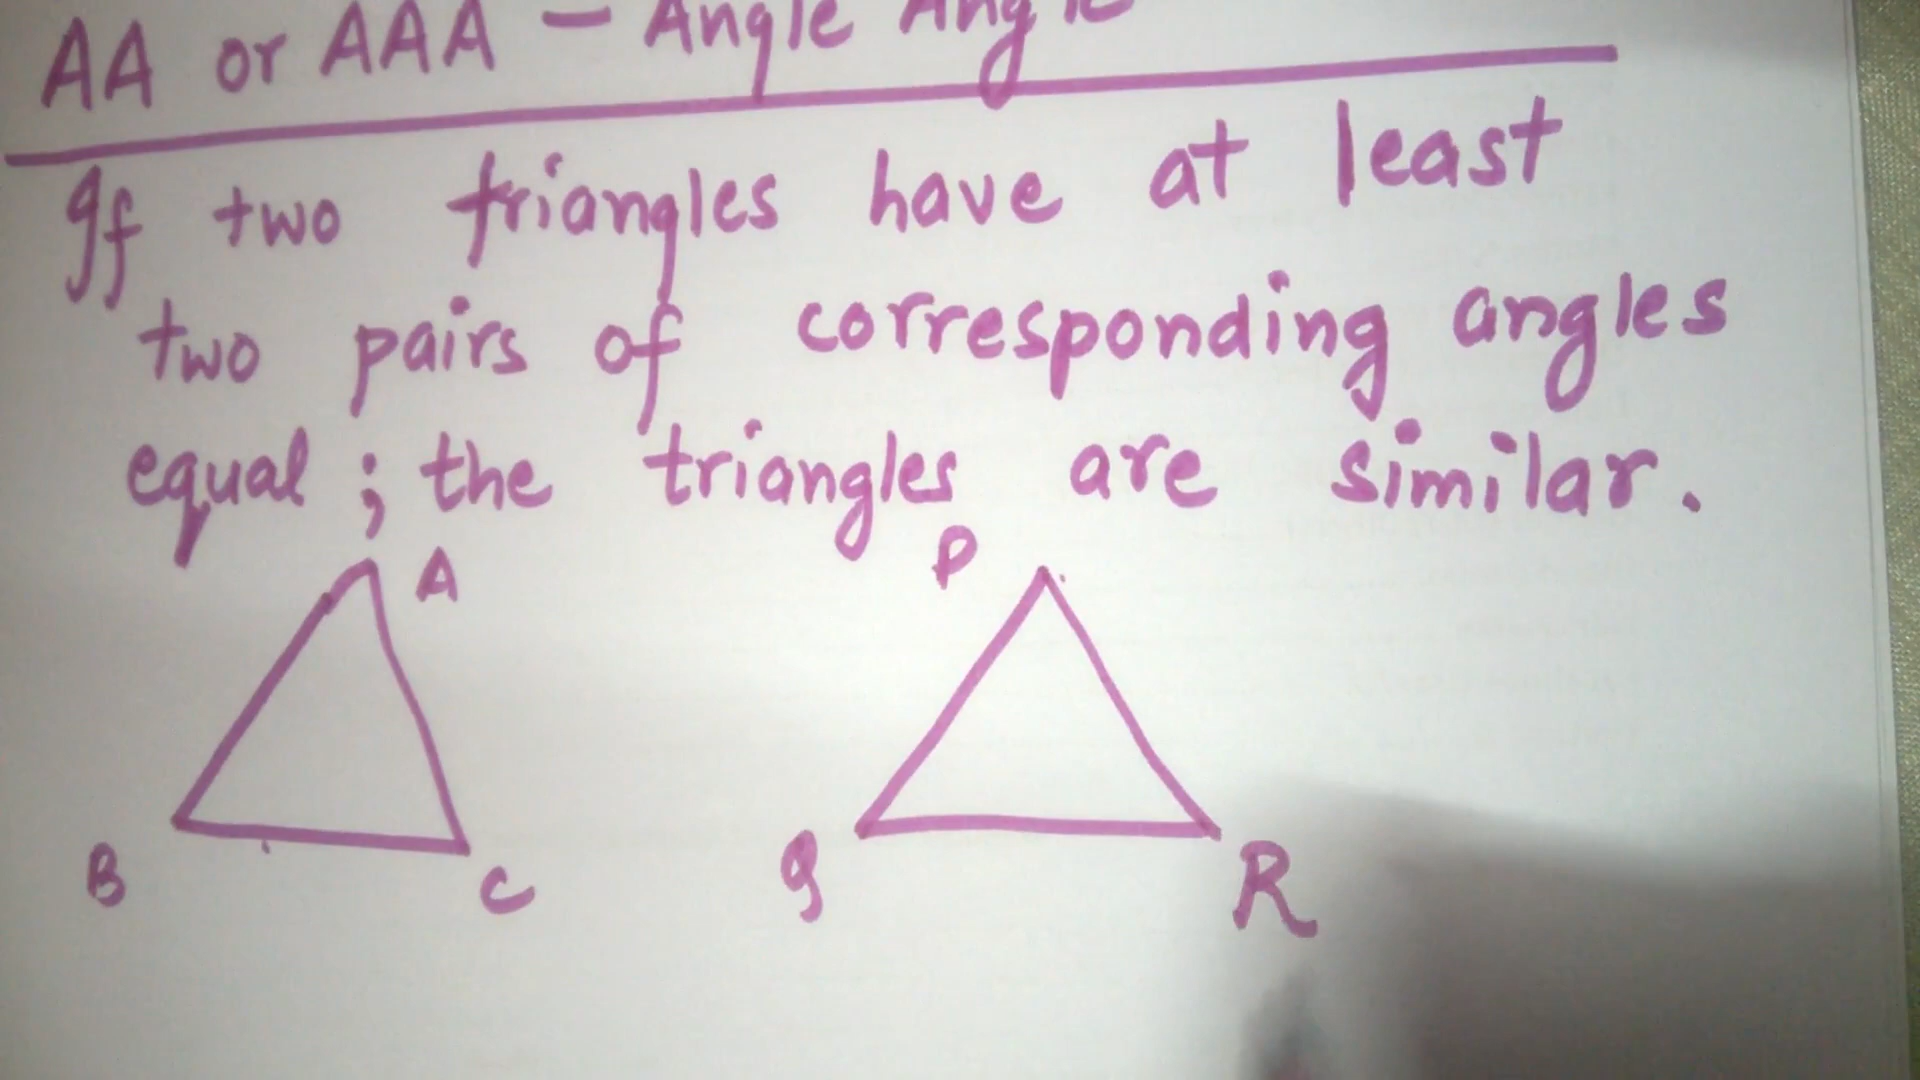 AA or AAA - Angle Angle
If two triangles have at least
two pairs of corresponding angles
equal ; the triangles are similar.
A P
B C Q R